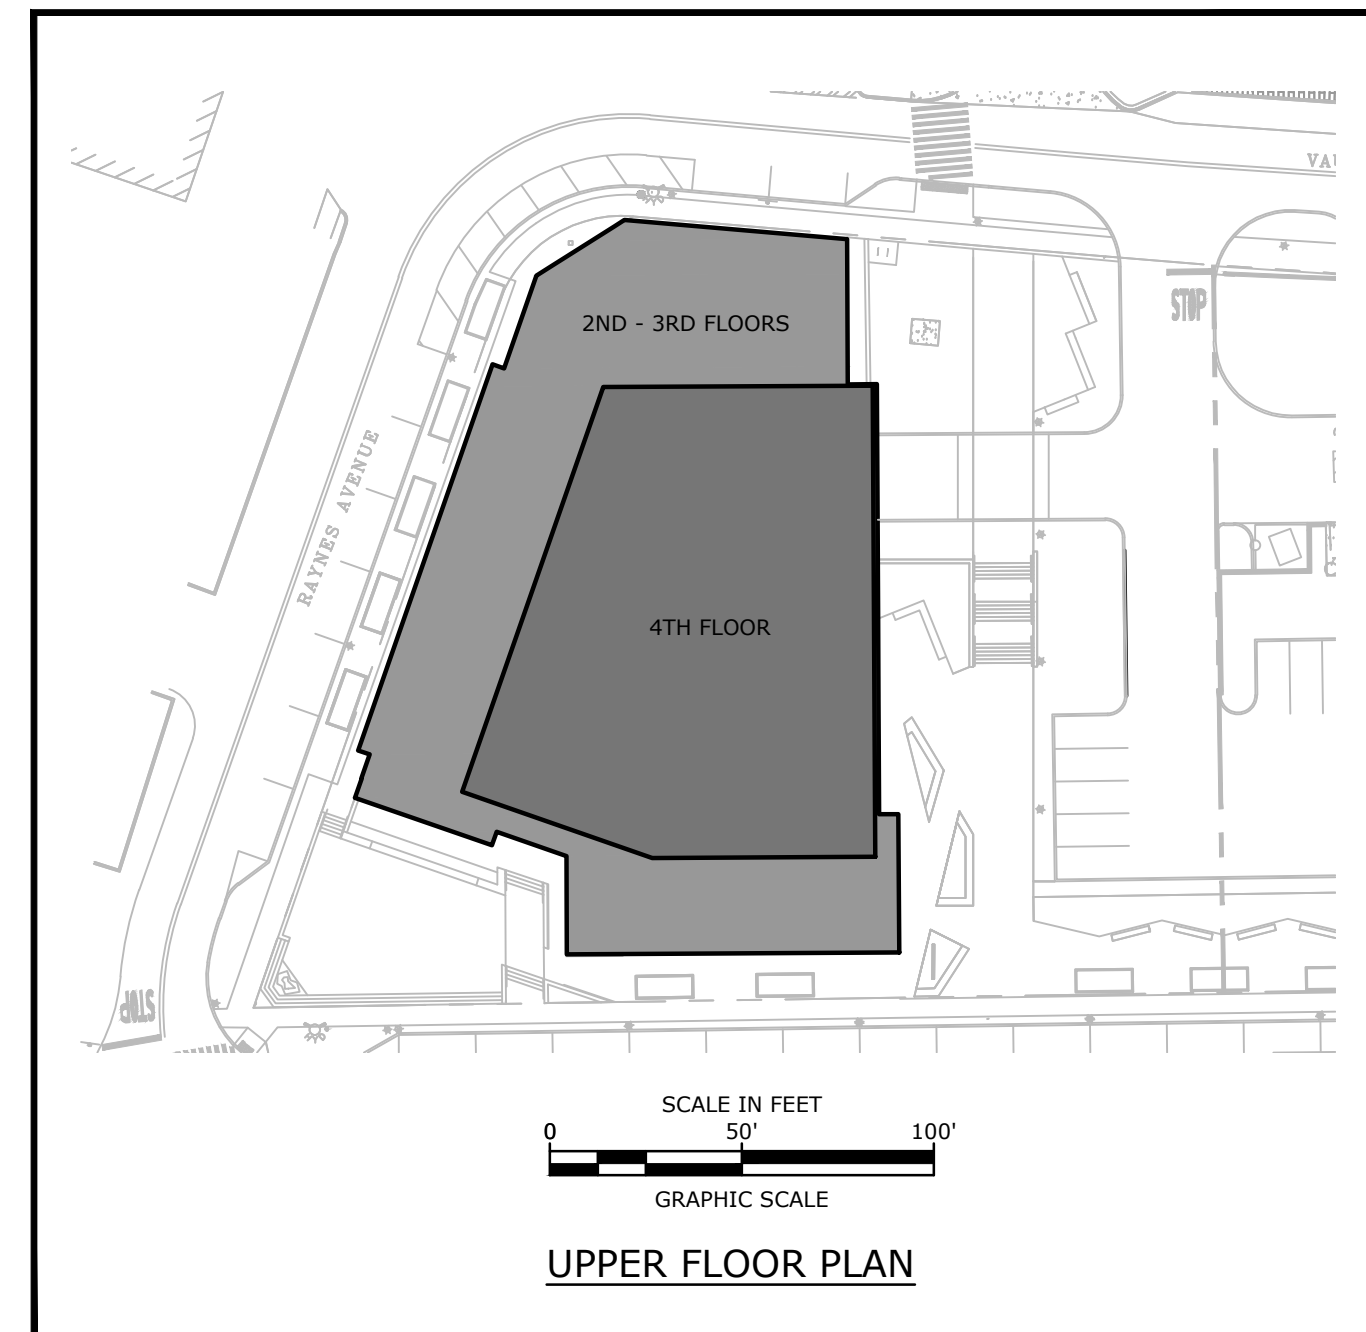 VAU
STOP
2ND - 3RD FLOORS
RAYNES AVENUE
4TH FLOOR
STOP
SCALE IN FEET
0 50' 100'
GRAPHIC SCALE
UPPER FLOOR PLAN